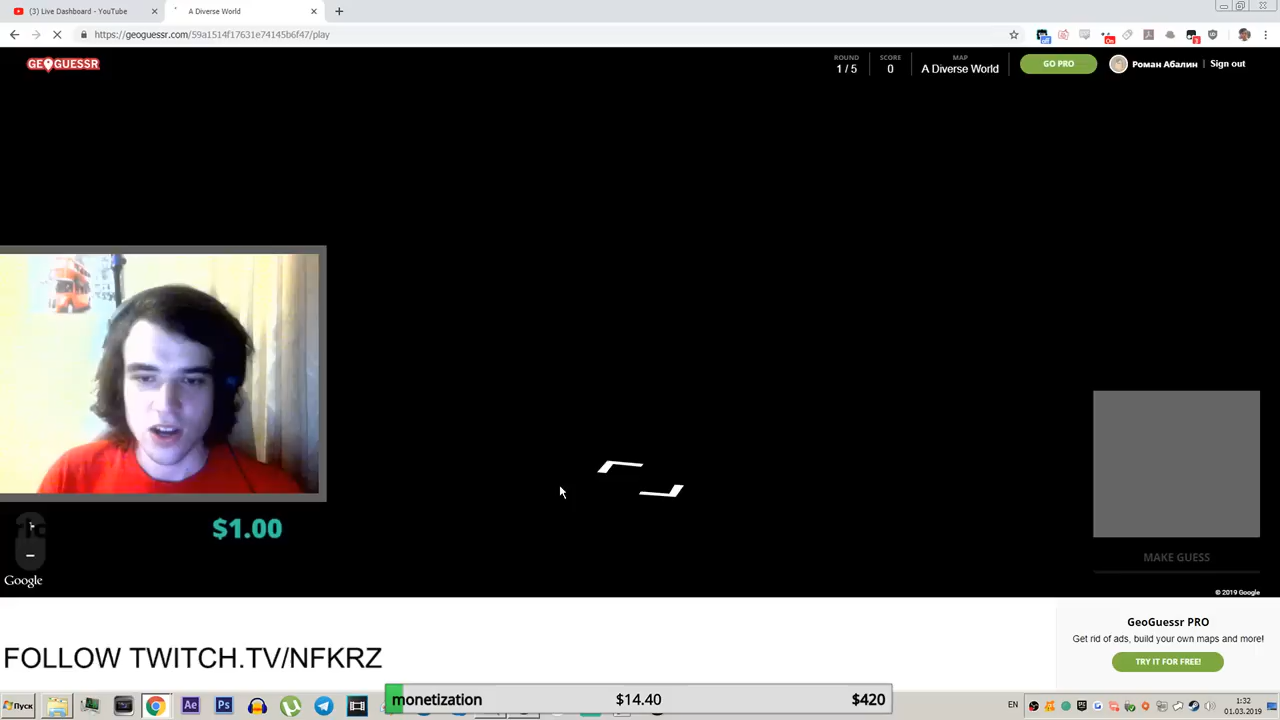 (3) Live Dashboard - YouTube
A Diverse World
https://geoguessr.com/59a1514f17631e74145b6f47/play
GEOGUESSR
ROUND
1 / 5
SCORE
0
MAP
A Diverse World
GO PRO
Роман Абалин
Sign out
$1.00
Google
MAKE GUESS
© 2019 Google
GeoGuessr PRO
Get rid of ads, build your own maps and more!
TRY IT FOR FREE!
FOLLOW TWITCH.TV/NFKRZ
Пуск
Ae
Ps
monetization
$14.40
$420
EN
1:32
01.03.2019